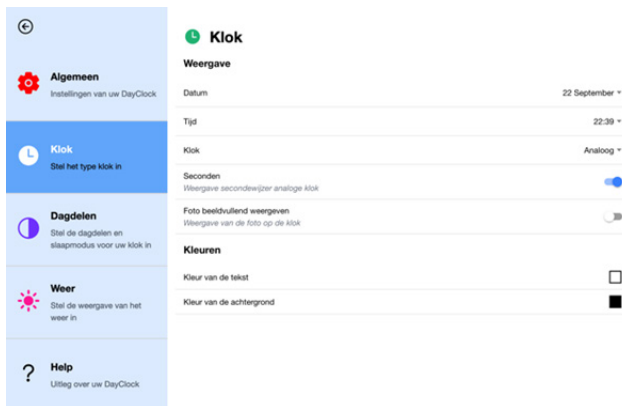 Algemeen
Instellingen van uw DayClock
Klok
Stel het type klok in
Dagdelen
Stel de dagdelen en
slaapmodus voor uw klok in
Weer
Stel de weergave van het
weer in
?
Help
Uitleg over uw DayClock
Klok
Weergave
Datum
22 September
Tijd
22:39
Klok
Analoog
Seconden
Weergave secondewijzer analoge klok
Foto beeldvullend weergeven
Weergave van de foto op de klok
Kleuren
Kleur van de tekst
Kleur van de achtergrond